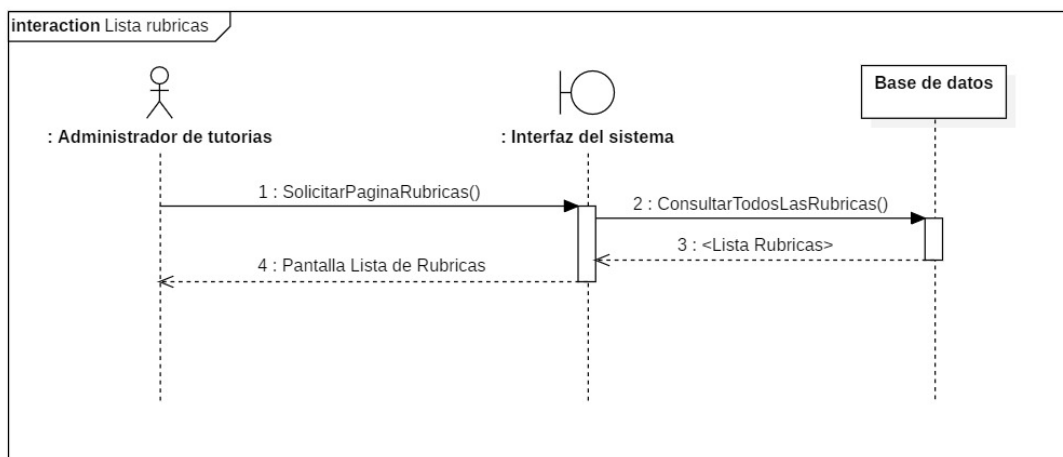 interaction Lista rubricas
: Administrador de tutorias
: Interfaz del sistema
Base de datos
1 : SolicitarPaginaRubricas()
2 : ConsultarTodosLasRubricas()
3 : <Lista Rubricas>
4 : Pantalla Lista de Rubricas